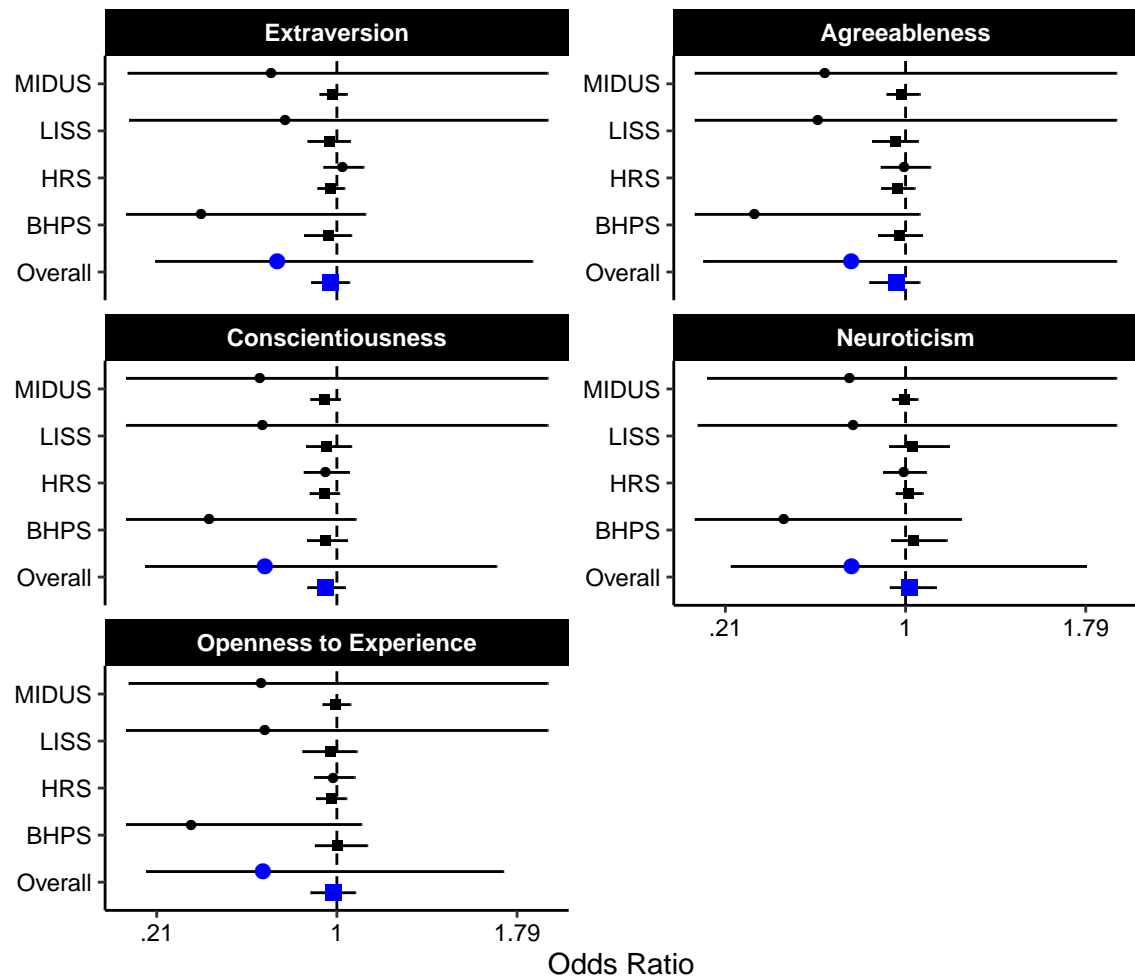 Extraversion
MIDUS
LISS
HRS
BHPS
Overall
Agreeableness
MIDUS
LISS
HRS
BHPS
Overall
Conscientiousness
MIDUS
LISS
HRS
BHPS
Overall
Neuroticism
MIDUS
LISS
HRS
BHPS
Overall
.21 1 1.79
Openness to Experience
MIDUS
LISS
HRS
BHPS
Overall
.21 1 1.79
Odds Ratio